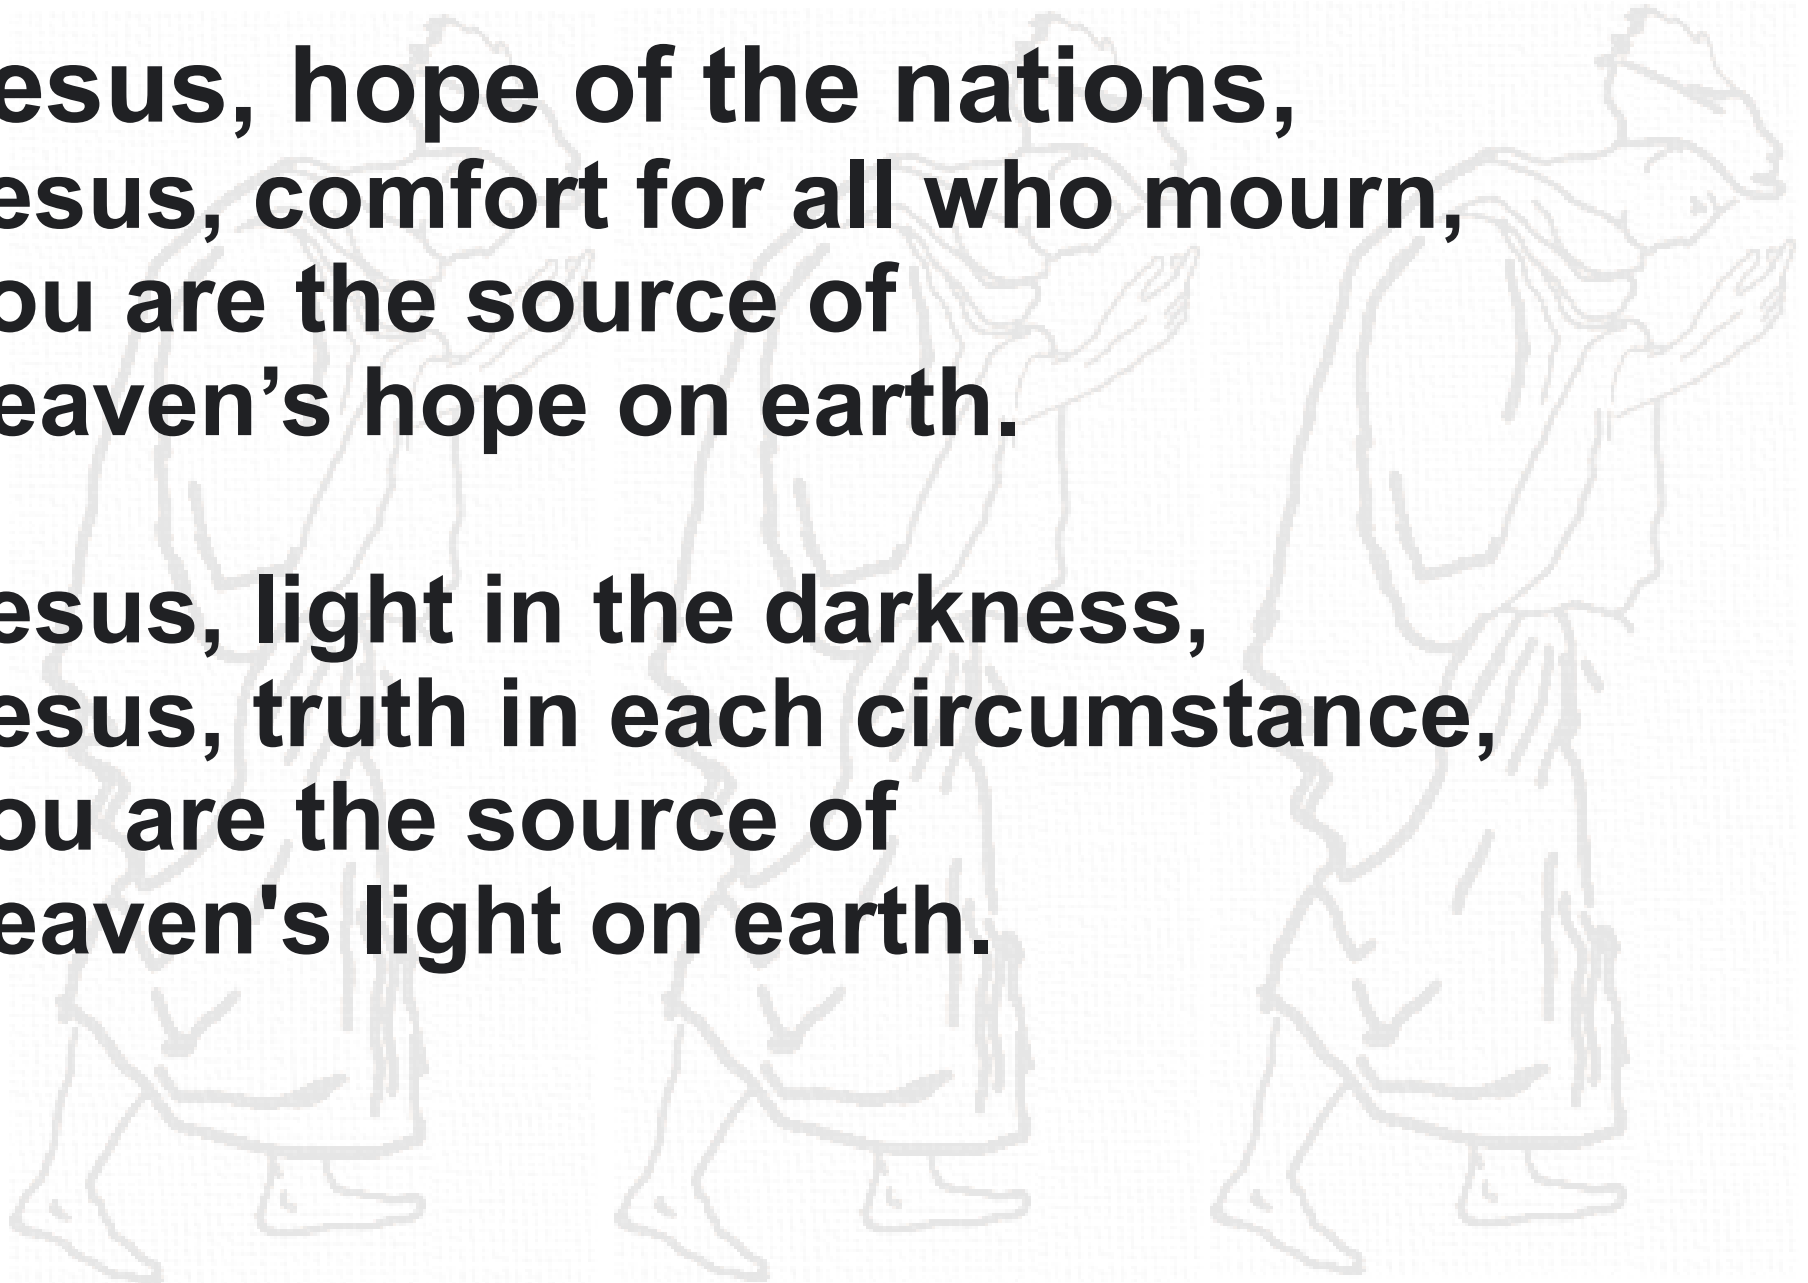 esus, hope of the nations,
esus, comfort for all who mourn,
ou are the source of
eaven’s hope on earth.
esus, light in the darkness,
esus, truth in each circumstance,
ou are the source of
eaven's light on earth.